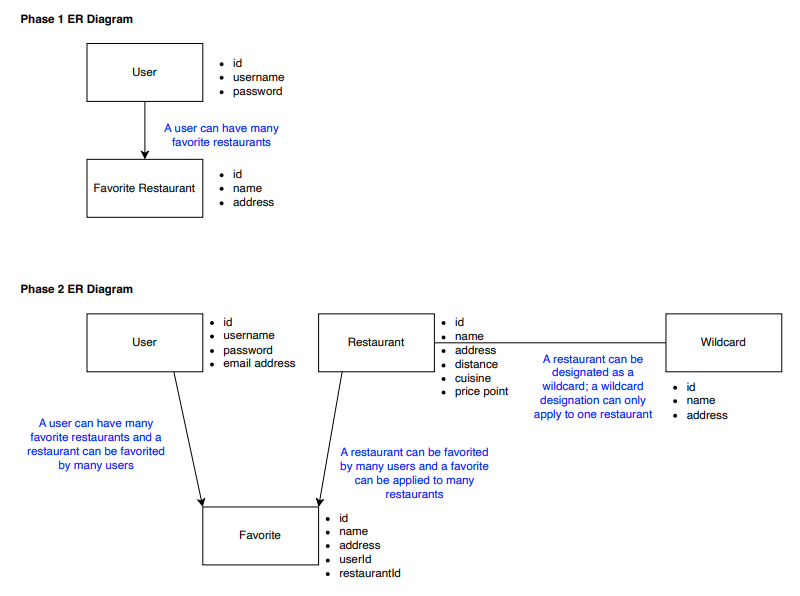 Phase 1 ER Diagram
User
• id
• username
• password
A user can have many
favorite restaurants
Favorite Restaurant
• id
• name
• address
Phase 2 ER Diagram
User
• id
• username
• password
• email address
Restaurant
• id
• name
• address
• distance
• cuisine
• price point
A restaurant can be
designated as a
wildcard; a wildcard
designation can only
apply to one restaurant
Wildcard
• id
• name
• address
A user can have many
favorite restaurants and a
restaurant can be favorited
by many users
A restaurant can be favorited
by many users and a favorite
can be applied to many
restaurants
Favorite
• id
• name
• address
• userId
• restaurantId